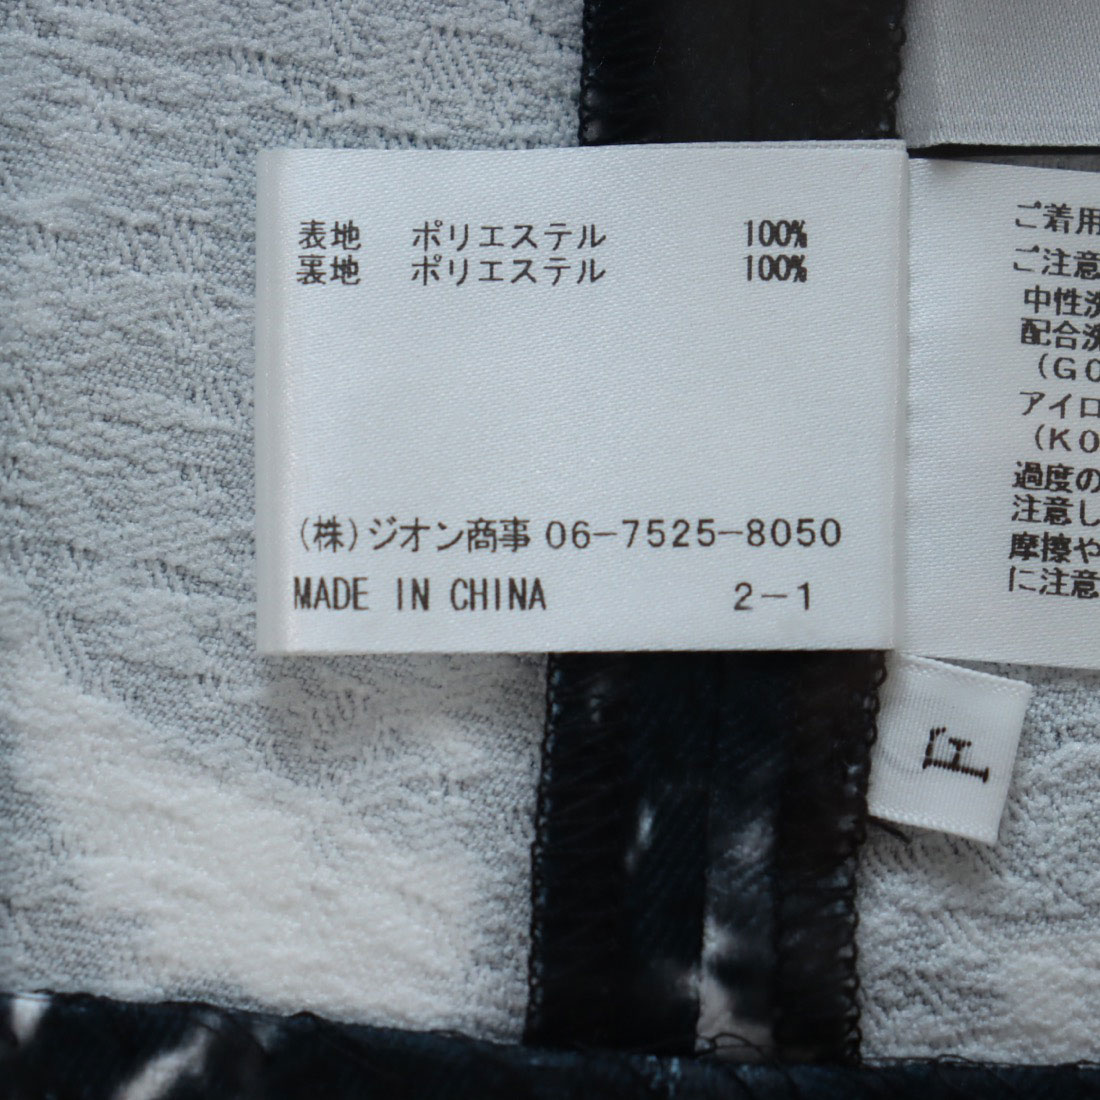 表地 ポリエステル 100%
裏地 ポリエステル 100%
(株)ジオン商事 06-7525-8050
MADE IN CHINA 2-1
ご着用
ご注意
中性洗
配合洗
(GO
アイロ
(KO
過度の
注意し
摩擦や
に注意
F